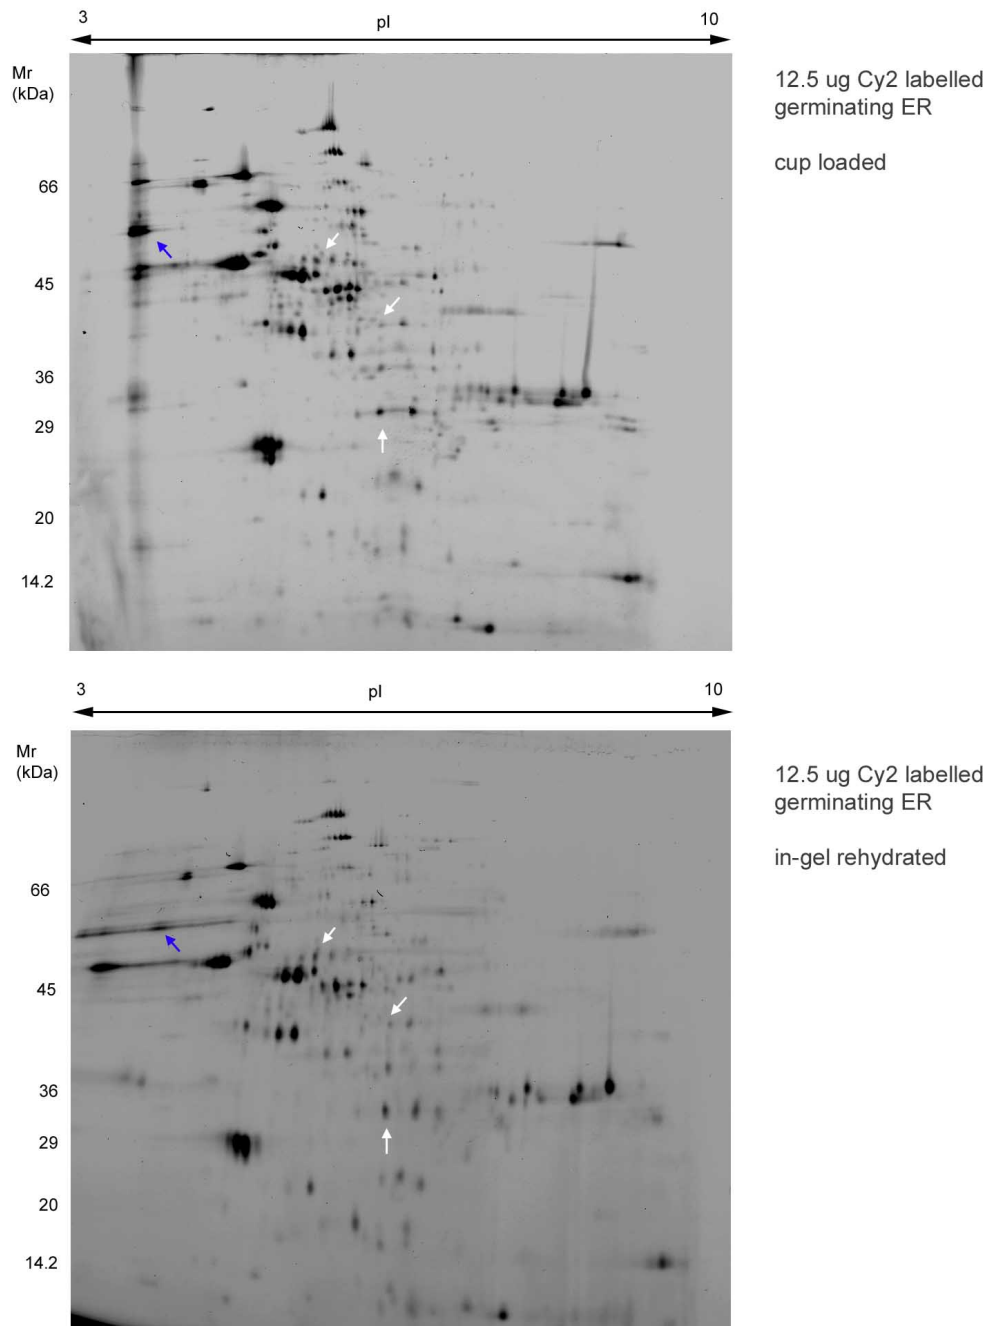 3
pI
10
Mr
(kDa)
66
45
36
29
20
14.2
12.5 ug Cy2 labelled
germinating ER
cup loaded
3
pI
10
Mr
(kDa)
66
45
36
29
20
14.2
12.5 ug Cy2 labelled
germinating ER
in-gel rehydrated